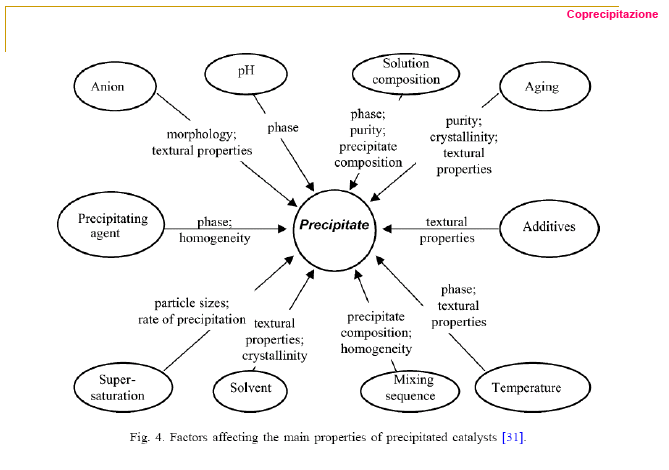 Coprecipitazione
Anion
pH
Solution
composition
Aging
morphology;
textural properties
phase
phase;
purity;
precipitate
composition
purity;
crystallinity;
textural
properties
Precipitating
agent
phase;
homogeneity
Precipitate
textural
properties
Additives
particle sizes;
rate of precipitation
textural
properties;
crystallinity
precipitate
composition;
homogeneity
phase;
textural
properties
Super-
saturation
Solvent
Mixing
sequence
Temperature
Fig. 4. Factors affecting the main properties of precipitated catalysts [31].